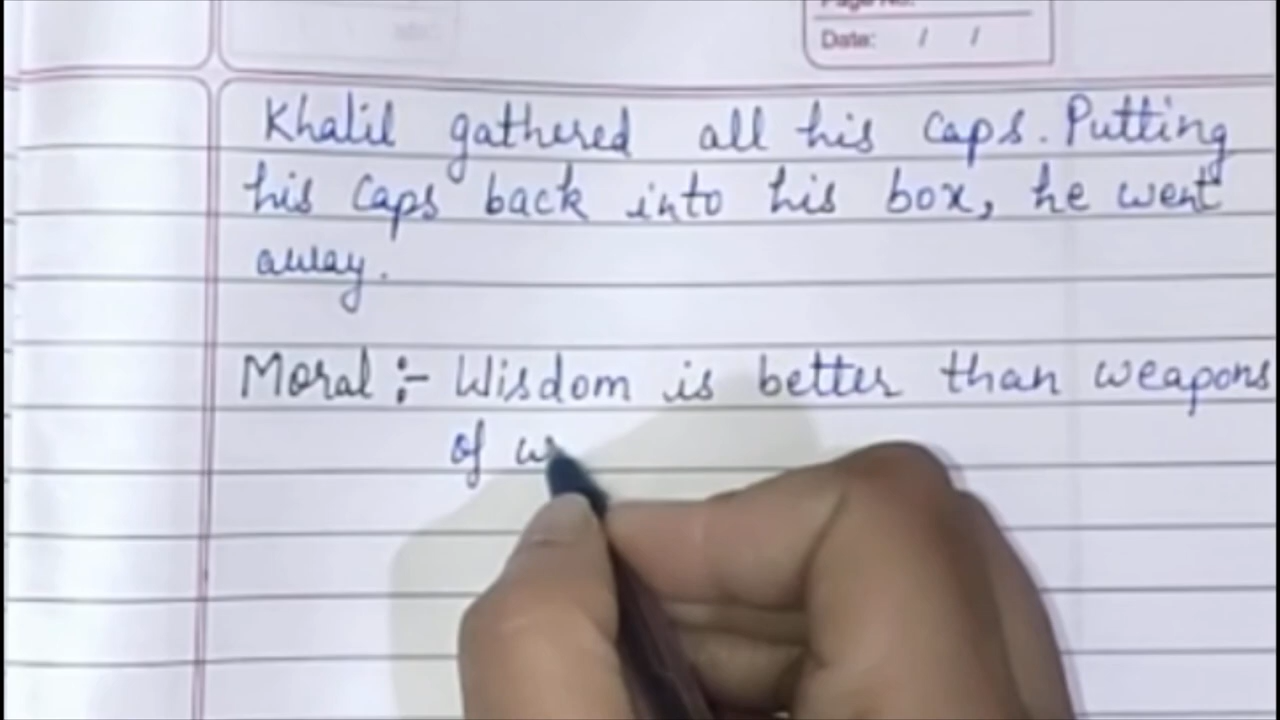 Date: / /
Khalil gathered all his caps. Putting
his caps back into his box, he went
away.
Moral :- Wisdom is better than weapons
of w